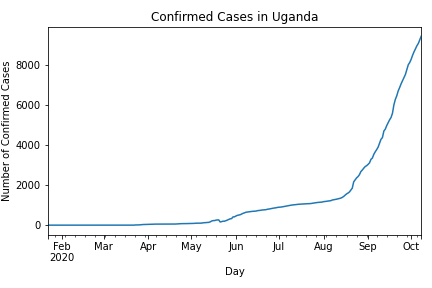 Confirmed Cases in Uganda
Number of Confirmed Cases
8000
6000
4000
2000
0
Feb Mar Apr May Jun Jul Aug Sep Oct
2020
Day